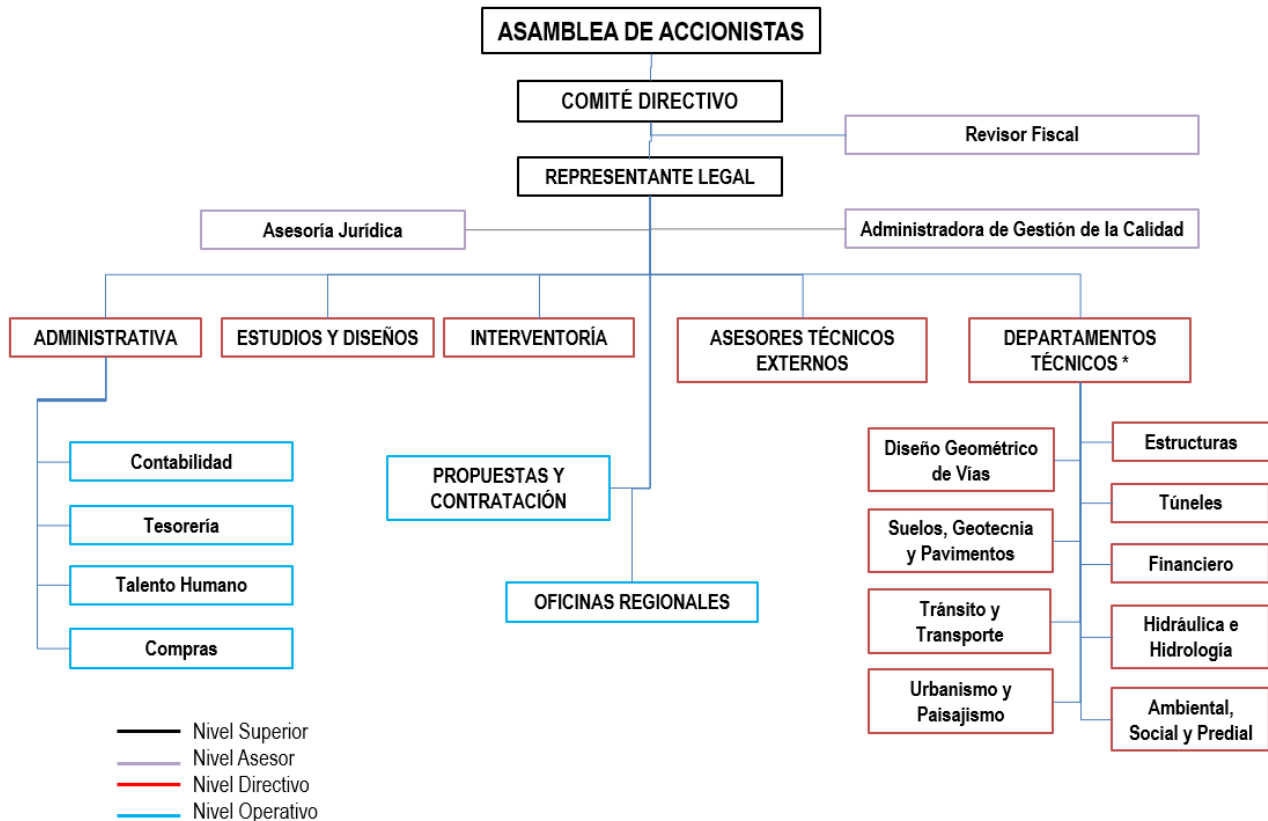 ASAMBLEA DE ACCIONISTAS
COMITÉ DIRECTIVO
Revisor Fiscal
REPRESENTANTE LEGAL
Asesoría Jurídica
Administradora de Gestión de la Calidad
ADMINISTRATIVA
ESTUDIOS Y DISEÑOS
INTERVENTORÍA
ASESORES TÉCNICOS
EXTERNOS
DEPARTAMENTOS
TÉCNICOS *
Contabilidad
Tesorería
Talento Humano
Compras
PROPUESTAS Y
CONTRATACIÓN
OFICINAS REGIONALES
Diseño Geométrico
de Vías
Suelos, Geotecnia
y Pavimentos
Tránsito y
Transporte
Urbanismo y
Paisajismo
Estructuras
Túneles
Financiero
Hidráulica e
Hidrología
Ambiental,
Social y Predial
Nivel Superior
Nivel Asesor
Nivel Directivo
Nivel Operativo